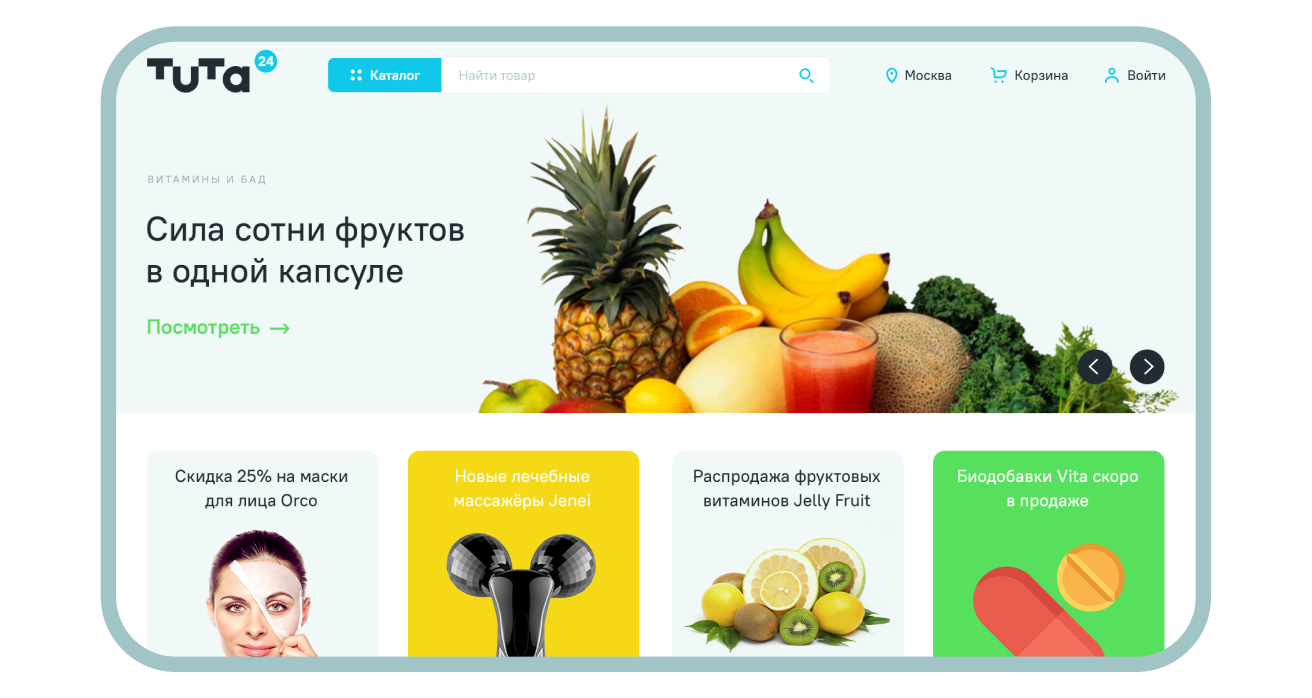 тuта 24
Каталог
Найти товар
Москва
Корзина
Войти
ВИТАМИНЫ И БАД
Сила сотни фруктов
в одной капсуле
Посмотреть →
Скидка 25% на маски
для лица Orco
Новые лечебные
массажёры Jenei
Распродажа фруктовых
витаминов Jelly Fruit
Биодобавки Vita скоро
в продаже